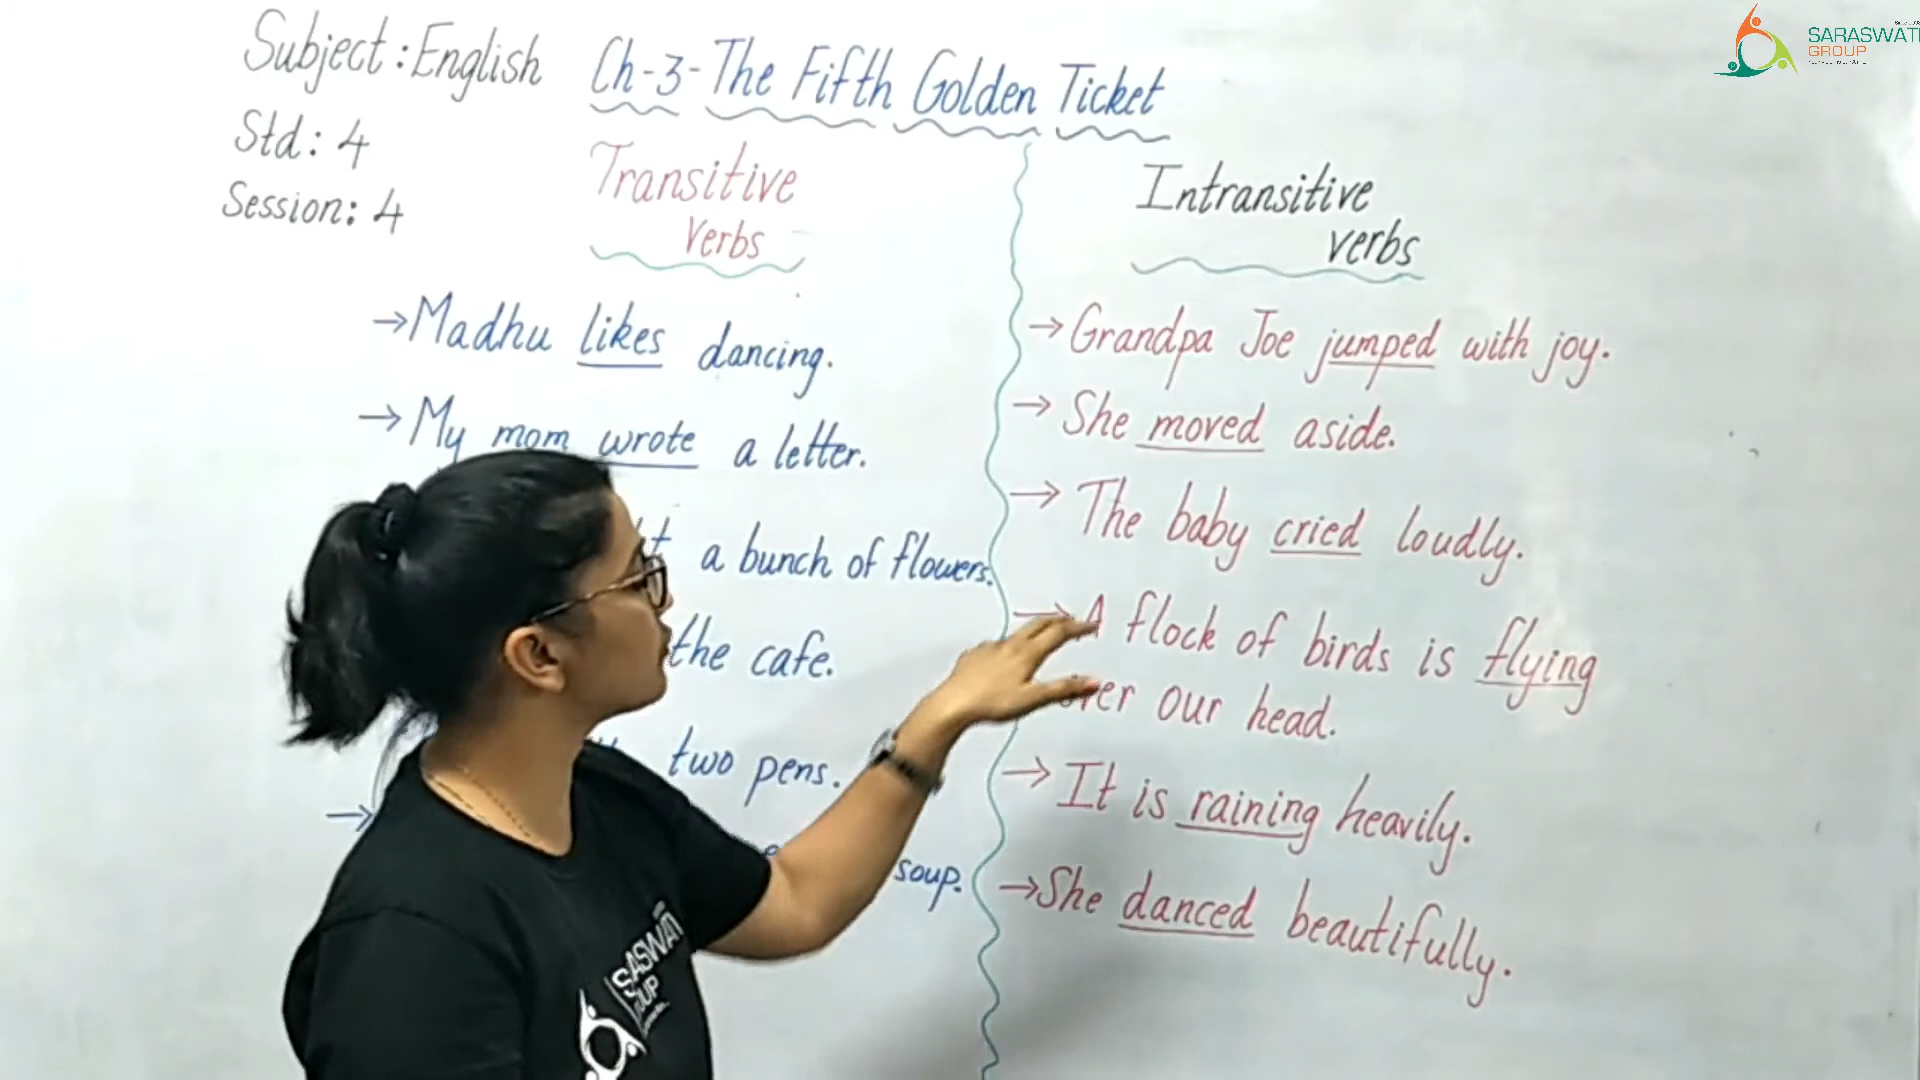 Subject: English
Std: 4
Session: 4
Ch-3-The Fifth Golden Ticket
Transitive
Verbs
→Madhu likes dancing.
→My mom wrote a letter.
a bunch of flowers.
the cafe.
two pens.
→
soup.
Intransitive
verbs
→Grandpa Joe jumped with joy.
→She moved aside.
→The baby cried loudly.
→A flock of birds is flying
over our head.
→It is raining heavily.
→She danced beautifully.
SARASWATI
GROUP